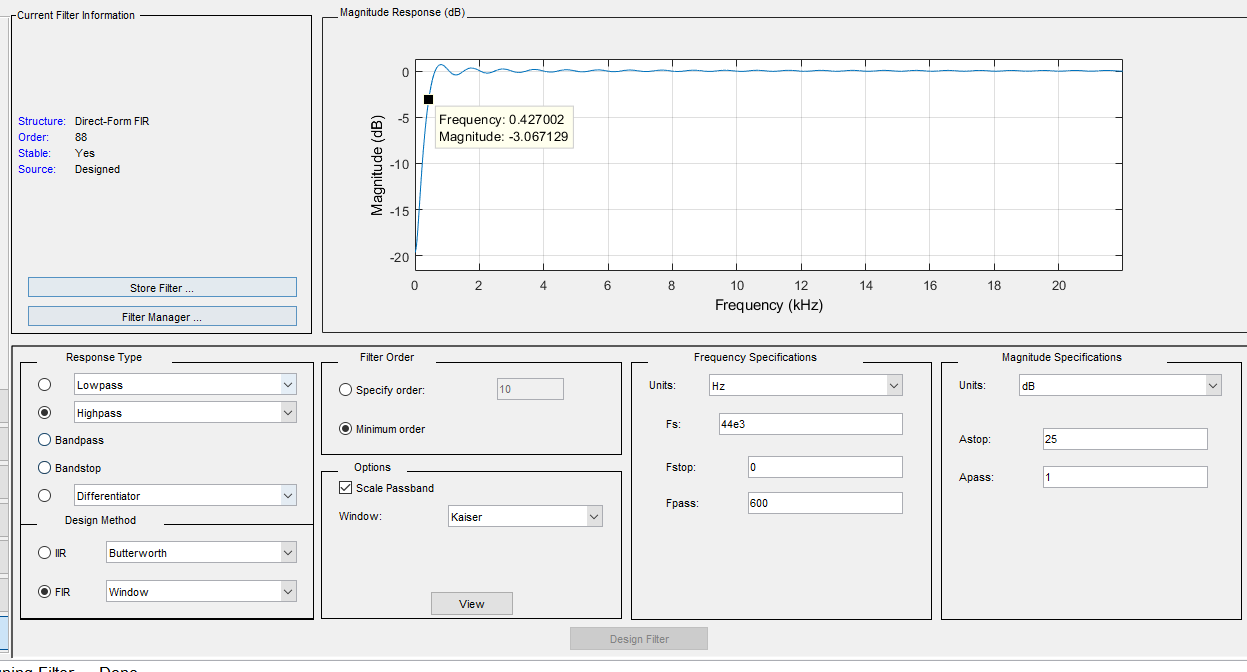 Current Filter Information
Structure: Direct-Form FIR
Order: 88
Stable: Yes
Source: Designed
Store Filter ...
Filter Manager ...
Magnitude Response (dB)
Magnitude (dB)
0
-5
-10
-15
-20
Frequency: 0.427002
Magnitude: -3.067129
0 2 4 6 8 10 12 14 16 18 20
Frequency (kHz)
Response Type
Lowpass
Highpass
Bandpass
Bandstop
Differentiator
Design Method
IIR Butterworth
FIR Window
Filter Order
Specify order: 10
Minimum order
Options
Scale Passband
Window: Kaiser
View
Frequency Specifications
Units: Hz
Fs: 44e3
Fstop: 0
Fpass: 600
Magnitude Specifications
Units: dB
Astop: 25
Apass: 1
Design Filter